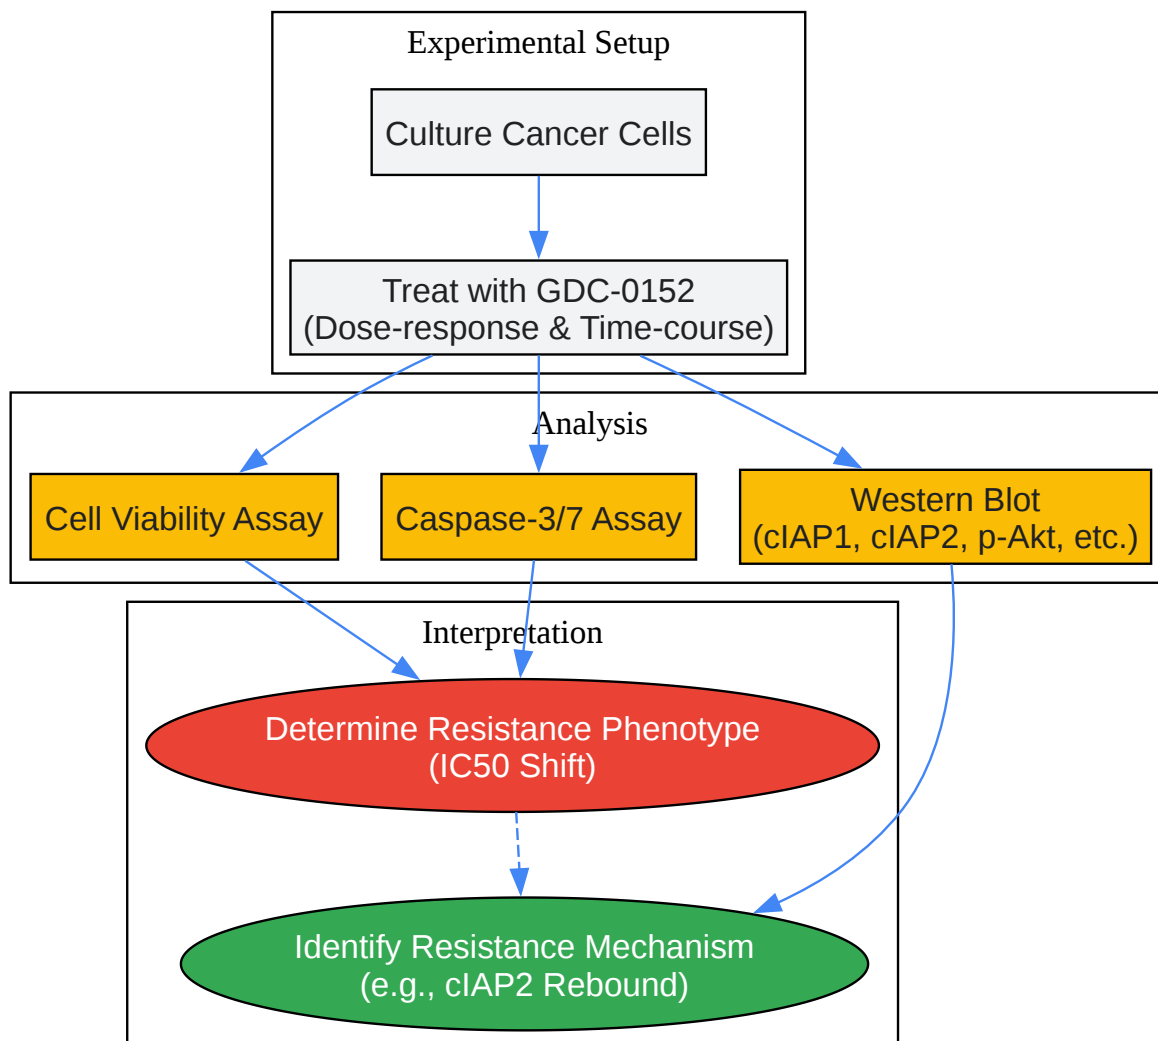 Experimental Setup
Culture Cancer Cells
Treat with GDC-0152
(Dose-response & Time-course)
Analysis
Cell Viability Assay
Caspase-3/7 Assay
Western Blot
(cIAP1, cIAP2, p-Akt, etc.)
Interpretation
Determine Resistance Phenotype
(IC50 Shift)
Identify Resistance Mechanism
(e.g., cIAP2 Rebound)